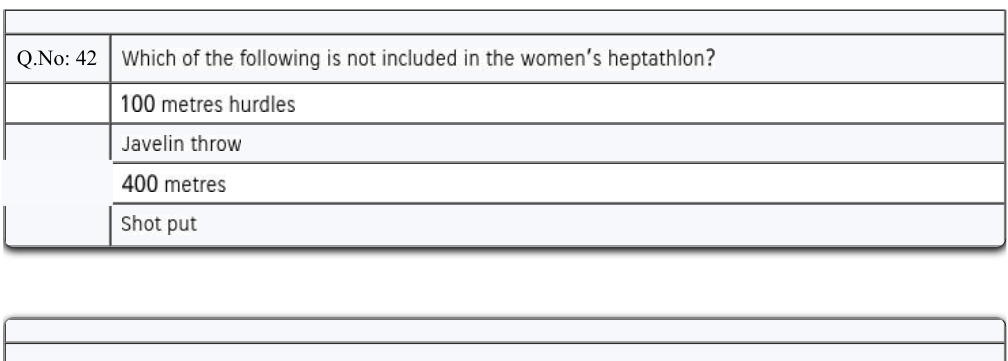 Q.No: 42 Which of the following is not included in the women’s heptathlon?
100 metres hurdles
Javelin throw
400 metres
Shot put